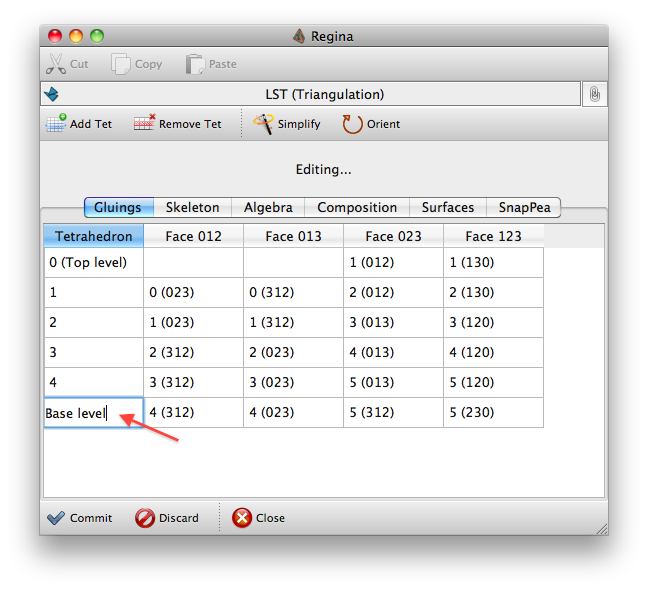 Regina
Cut Copy Paste
LST (Triangulation)
Add Tet Remove Tet Simplify Orient
Editing...
Gluings Skeleton Algebra Composition Surfaces SnapPea
Tetrahedron Face 012 Face 013 Face 023 Face 123
0 (Top level) 1 (012) 1 (130)
1 0 (023) 0 (312) 2 (012) 2 (130)
2 1 (023) 1 (312) 3 (013) 3 (120)
3 2 (312) 2 (023) 4 (013) 4 (120)
4 3 (312) 3 (023) 5 (013) 5 (120)
Base level 4 (312) 4 (023) 5 (312) 5 (230)
Commit Discard Close